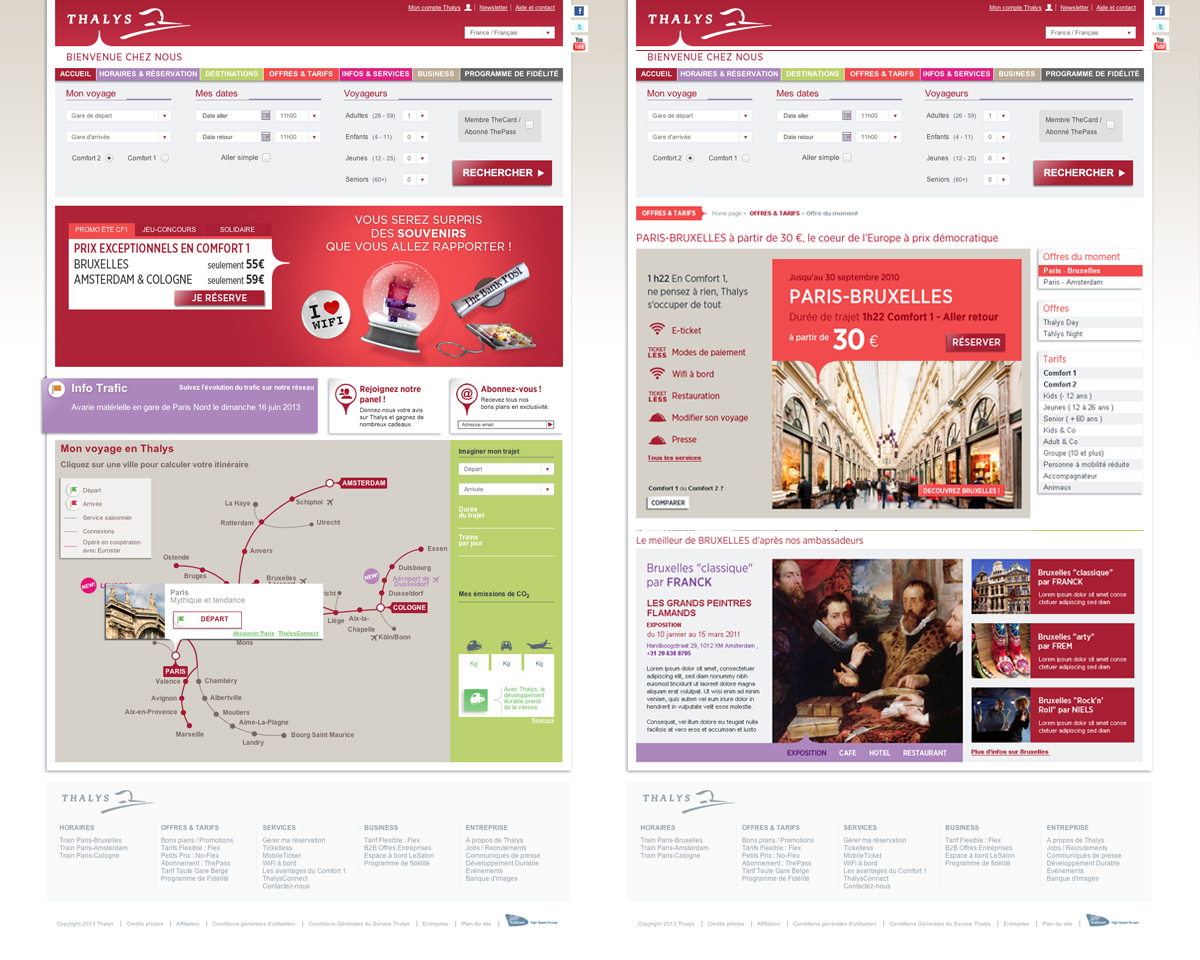 THALYS
Mon compte Thalys | Newsletter | Aide et contact
France / Français
You Tube
BIENVENUE CHEZ NOUS
ACCUEIL HORAIRES & RÉSERVATION DESTINATIONS OFFRES & TARIFS INFOS & SERVICES BUSINESS PROGRAMME DE FIDÉLITÉ
Mon voyage Mes dates Voyageurs
Gare de départ Date aller 11h00 Adultes (26 - 59) 1
Membre TheCard /
Abonné ThePass
Gare d'arrivée Date retour 11h00 Enfants (4 - 11) 0
Comfort 2 Comfort 1 Aller simple Jeunes (12 - 25) 0
Seniors (60+) 0
RECHERCHER
PROMO ÉTÉ CF1 JEU-CONCOURS SOLIDAIRE
PRIX EXCEPTIONNELS EN COMFORT 1
BRUXELLES seulement 55€
AMSTERDAM & COLOGNE seulement 59€
JE RÉSERVE
VOUS SEREZ SURPRIS
DES SOUVENIRS
QUE VOUS ALLEZ RAPPORTER !
I
WIFI
The Bank Post
Info Trafic Suivez l'évolution du trafic sur notre réseau
Avarie matérielle en gare de Paris Nord le dimanche 16 juin 2013
Rejoignez notre
panel !
Donnez-nous votre avis
sur Thalys et gagnez de
nombreux cadeaux.
@
Abonnez-vous !
Recevez tous nos
bons plans en exclusivité.
Adresse email
Mon voyage en Thalys
Cliquez sur une ville pour calculer votre itinéraire
Départ
Arrivée
Service saisonnier
Connexions
Opéré en coopération
avec Eurostar
AMSTERDAM
La Haye
Schiphol
Rotterdam
Utrecht
Anvers
Essen
Ostende
Duisbourg
Bruges
Bruxelles
NEW!
Aéroport de
Dusseldorf
NEW!
Dusseldorf
COLOGNE
Liège
Aix-la-
Chapelle
Köln/Bonn
Paris
Mythique et tendance
DÉPART
découvrir Paris ThalysConnect
Mons
PARIS
Valence
Chambéry
Avignon
Albertville
Aix-en-Provence
Moutiers
Aime-La-Plagne
Marseille
Landry
Bourg Saint Maurice
Imaginer mon trajet
Départ
Arrivée
Durée
du trajet
Trains
par jour
Mes émissions de CO2
Kg Kg Kg
Avec Thalys, le
développement
durable prend
de la vitesse
Sources
THALYS
HORAIRES
Train Paris-Bruxelles
Train Paris-Amsterdam
Train Paris-Cologne
OFFRES & TARIFS
Bons plans / Promotions
Tarifs Flexible : Flex
Petits Prix : No-Flex
Abonnement : ThePass
Tarif Toute Gare Belge
Programme de Fidélité
SERVICES
Gérer ma réservation
Ticketless
MobileTicket
WiFi à bord
Les avantages du Comfort 1
ThalysConnect
Contactez-nous
BUSINESS
Tarif Flexible : Flex
B2B Offres Entreprises
Espace à bord LeSalon
Programme de fidélité
ENTREPRISE
A propos de Thalys
Jobs / Recrutements
Communiqués de presse
Développement Durable
Evénements
Banque d'images
Copyright 2013 Thalys | Credits photos | Affiliation | Conditions générales d'utilisation | Conditions Générales du Service Thalys | Entreprise | Plan du site |
High Speed Europe
THALYS
Mon compte Thalys | Newsletter | Aide et contact
France / Français
You Tube
BIENVENUE CHEZ NOUS
ACCUEIL HORAIRES & RÉSERVATION DESTINATIONS OFFRES & TARIFS INFOS & SERVICES BUSINESS PROGRAMME DE FIDÉLITÉ
Mon voyage Mes dates Voyageurs
Gare de départ Date aller 11h00 Adultes (26 - 59) 1
Membre TheCard /
Abonné ThePass
Gare d'arrivée Date retour 11h00 Enfants (4 - 11) 0
Comfort 2 Comfort 1 Aller simple Jeunes (12 - 25) 0
Seniors (60+) 0
RECHERCHER
OFFRES & TARIFS Home page > OFFRES & TARIFS > Offre du moment
PARIS-BRUXELLES à partir de 30 €, le coeur de l'Europe à prix démocratique
1 h22 En Comfort 1,
ne pensez à rien, Thalys
s'occuper de tout
E-ticket
TICKET LESS Modes de paiement
Wifi à bord
TICKET LESS Restauration
Modifier son voyage
Presse
Tous les services
Comfort 1 ou Comfort 2 ?
COMPARER
Jusqu'au 30 septembre 2010
PARIS-BRUXELLES
Durée de trajet 1h22 Comfort 1 - Aller retour
à partir de 30 €
RÉSERVER
DECOUVREZ BRUXELLES !
Offres du moment
Paris - Bruxelles
Paris - Amsterdam
Offres
Thalys Day
Tahlys Night
Tarifs
Comfort 1
Comfort 2
Kids (- 12 ans )
Jeunes ( 12 à 26 ans )
Senior ( + 60 ans )
Kids & Co
Adult & Co
Groupe (10 et plus)
Personne à mobilité réduite
Accompagnateur
Animaux
Le meilleur de BRUXELLES d'après nos ambassadeurs
Bruxelles "classique"
par FRANCK
LES GRANDS PEINTRES
FLAMANDS
EXPOSITION
du 10 janvier au 15 mars 2011
Handboogstraat 29, 1012 XM Amsterdam ,
+31 20 638 0705
Lorem ipsum dolor sit amet, consectetuer
adipiscing elit, sed diam nonummy nibh
euismod tincidunt ut laoreet dolore magna
aliquam erat volutpat. Ut wisi enim ad minim
veniam, quis autem vel eum iriure dolor in
hendrerit in vulputate velit esse molestie.
Consequat, vel illum dolore eu feugiat nulla
facilisis at vero eros et accumsan et iusto
EXPOSITION CAFE HOTEL RESTAURANT
Bruxelles "classique"
par FRANCK
Lorem ipsum dolor sit amet conse
ctetuer adipiscing sed diam
Bruxelles "arty"
par FREM
Lorem ipsum dolor sit amet conse
ctetuer adipiscing sed diam
Bruxelles "Rock'n'
Roll" par NIELS
Lorem ipsum dolor sit amet conse
ctetuer adipiscing sed diam
Plus d'infos sur Bruxelles
THALYS
HORAIRES
Train Paris-Bruxelles
Train Paris-Amsterdam
Train Paris-Cologne
OFFRES & TARIFS
Bons plans / Promotions
Tarifs Flexible : Flex
Petits Prix : No-Flex
Abonnement : ThePass
Tarif Toute Gare Belge
Programme de Fidélité
SERVICES
Gérer ma réservation
Ticketless
MobileTicket
WiFi à bord
Les avantages du Comfort 1
ThalysConnect
Contactez-nous
BUSINESS
Tarif Flexible : Flex
B2B Offres Entreprises
Espace à bord LeSalon
Programme de fidélité
ENTREPRISE
A propos de Thalys
Jobs / Recrutements
Communiqués de presse
Développement Durable
Evénements
Banque d'images
Copyright 2013 Thalys | Credits photos | Affiliation | Conditions générales d'utilisation | Conditions Générales du Service Thalys | Entreprise | Plan du site |
High Speed Europe